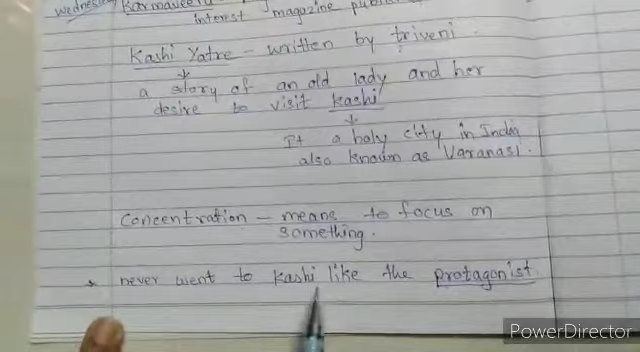 wednesday Karmaveera
interest magazine
Kashi Yatre - written by triveni.
a story of an old lady and her
desire to visit kashi
It a holy city in India
also known as Varanasi.
Concentration - means to focus on
something.
* never went to kashi like the protagonist
PowerDirector